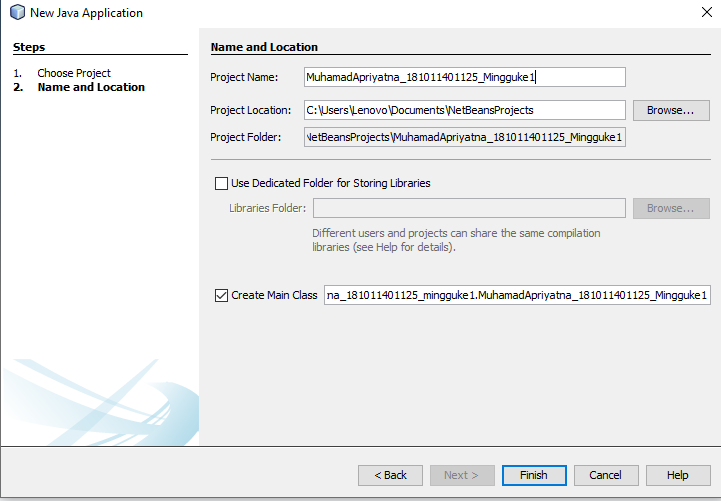 New Java Application
Steps
1. Choose Project
2. Name and Location
Name and Location
Project Name: MuhamadApriyatna_181011401125_Mingguke1
Project Location: C:\Users\Lenovo\Documents\NetBeansProjects Browse...
Project Folder: NetBeansProjects\MuhamadApriyatna_181011401125_Mingguke1
Use Dedicated Folder for Storing Libraries
Libraries Folder: Browse...
Different users and projects can share the same compilation
libraries (see Help for details).
Create Main Class na_181011401125_mingguke1.MuhamadApriyatna_181011401125_Mingguke1
< Back Next > Finish Cancel Help